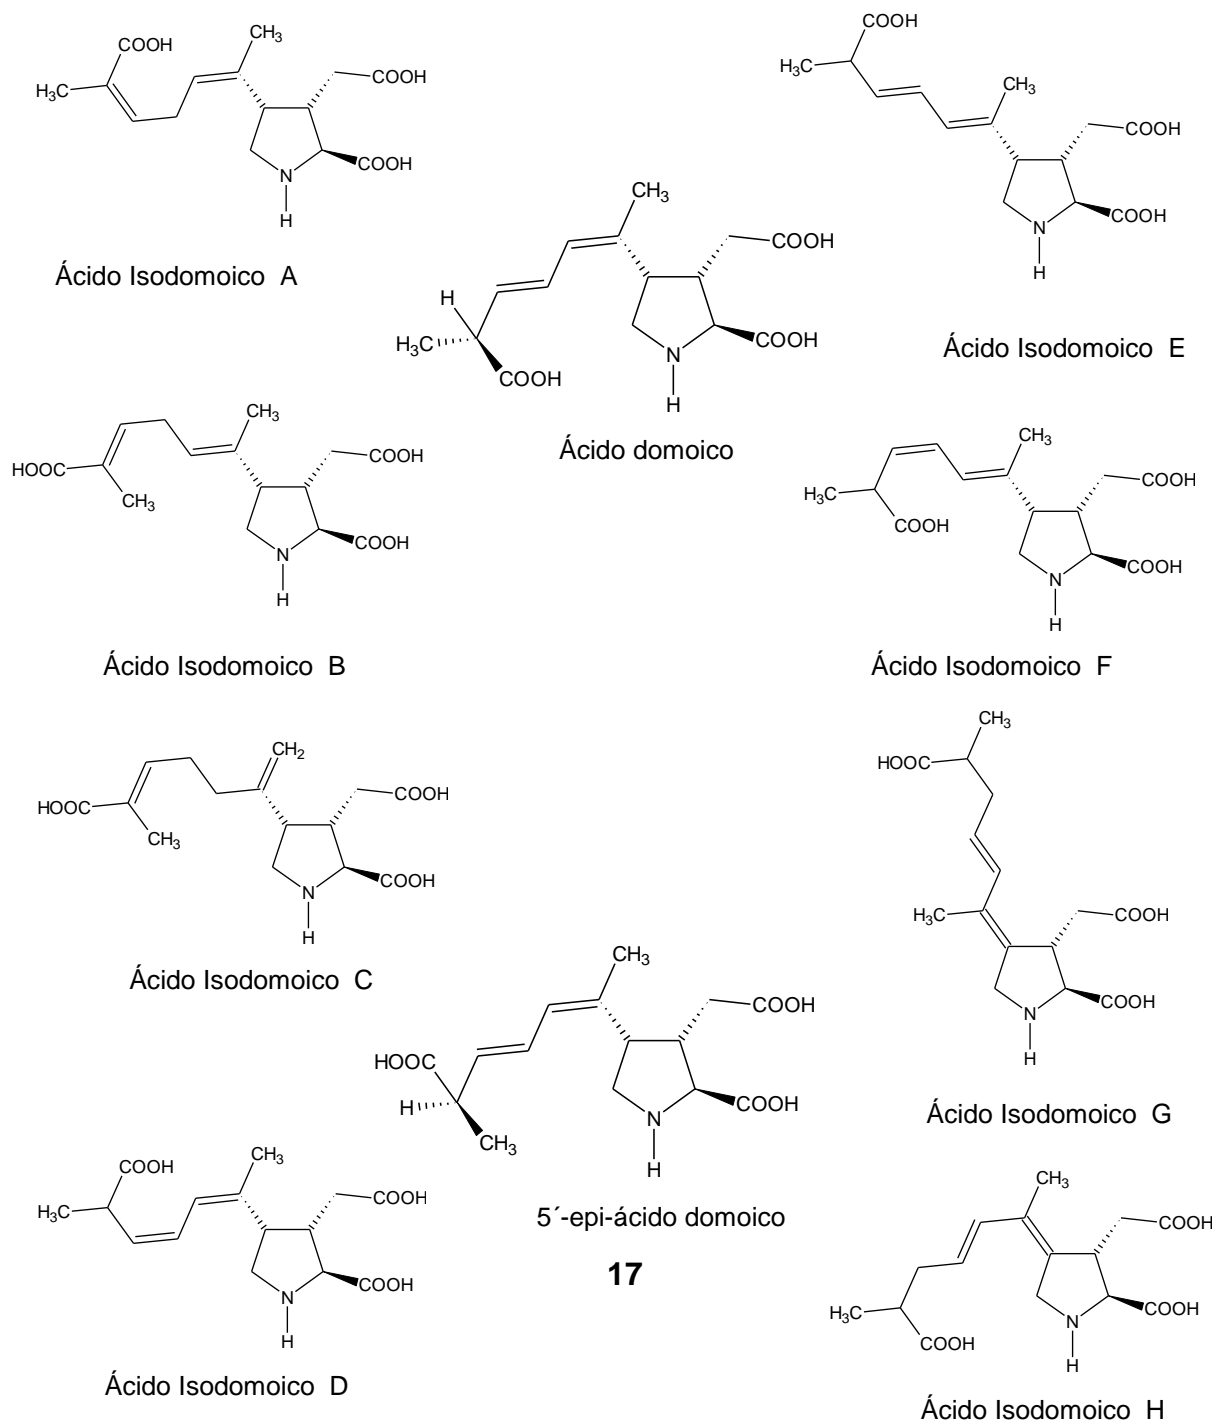 COOH
H₃C
CH₃
COOH
COOH
N
H
Ácido Isodomoico A
COOH
H₃C
CH₃
COOH
COOH
N
H
Ácido Isodomoico E
CH₃
COOH
H
H₃C
COOH
COOH
N
H
Ácido domoico
HOOC
CH₃
CH₃
COOH
COOH
N
H
Ácido Isodomoico B
CH₃
H₃C
COOH
COOH
COOH
N
H
Ácido Isodomoico F
CH₂
HOOC
CH₃
COOH
COOH
N
H
Ácido Isodomoico C
CH₃
HOOC
H₃C
COOH
COOH
N
H
Ácido Isodomoico G
CH₃
COOH
HOOC
H
CH₃
COOH
N
H
5´-epi-ácido domoico
17
COOH
CH₃
H₃C
COOH
COOH
N
H
Ácido Isodomoico D
CH₃
COOH
H₃C
COOH
COOH
N
H
Ácido Isodomoico H